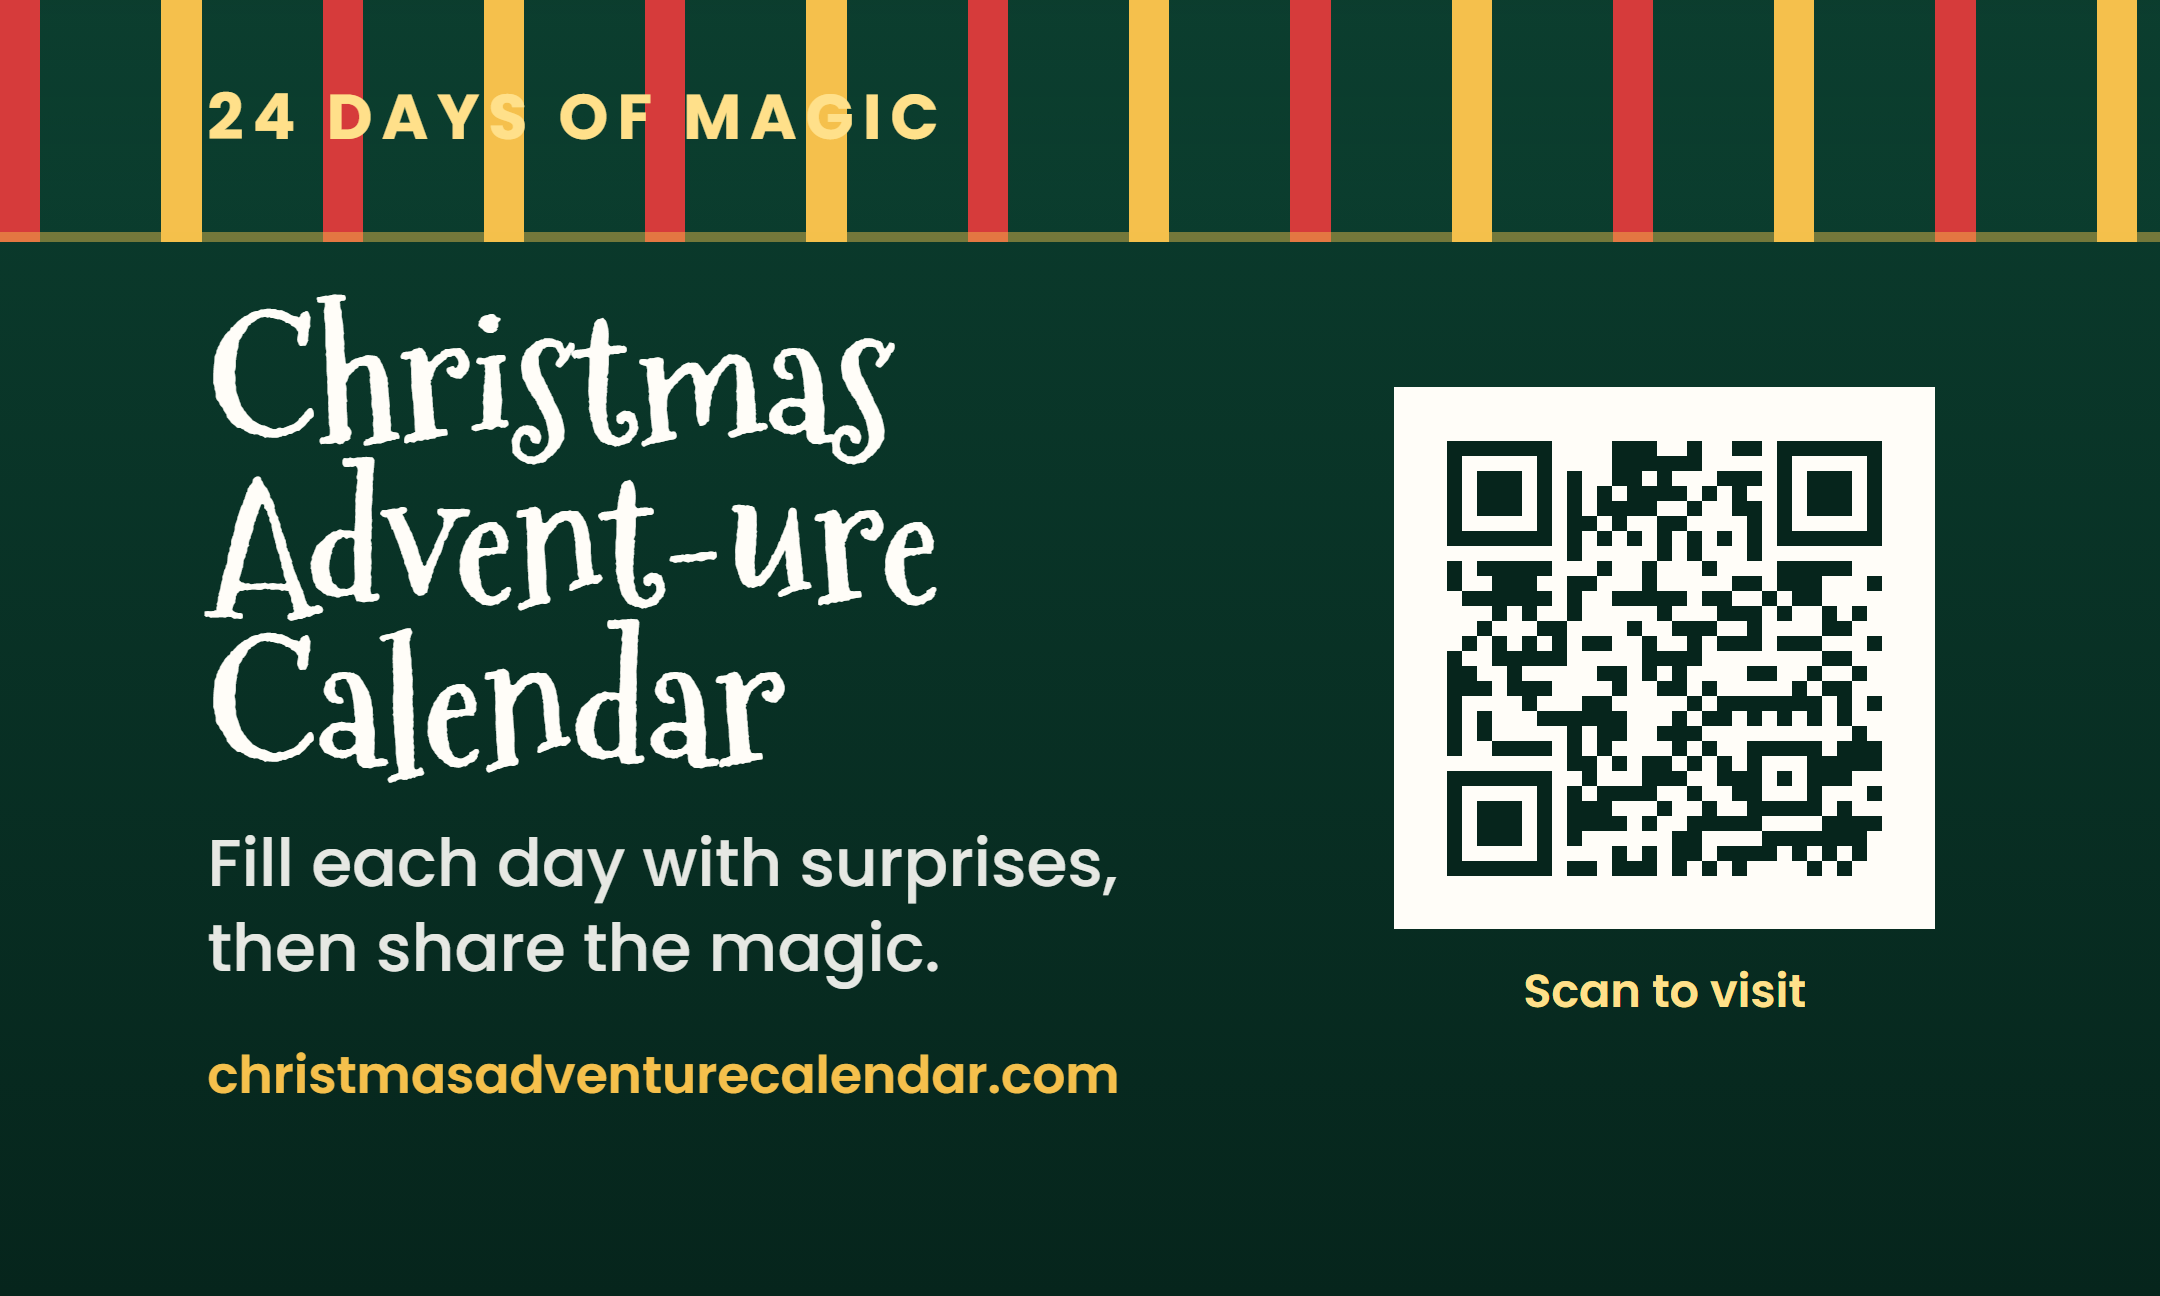 24 DAYS OF MAGIC
Christmas
Advent-ure
Calendar
Fill each day with surprises,
then share the magic.
christmasadventurecalendar.com
Scan to visit